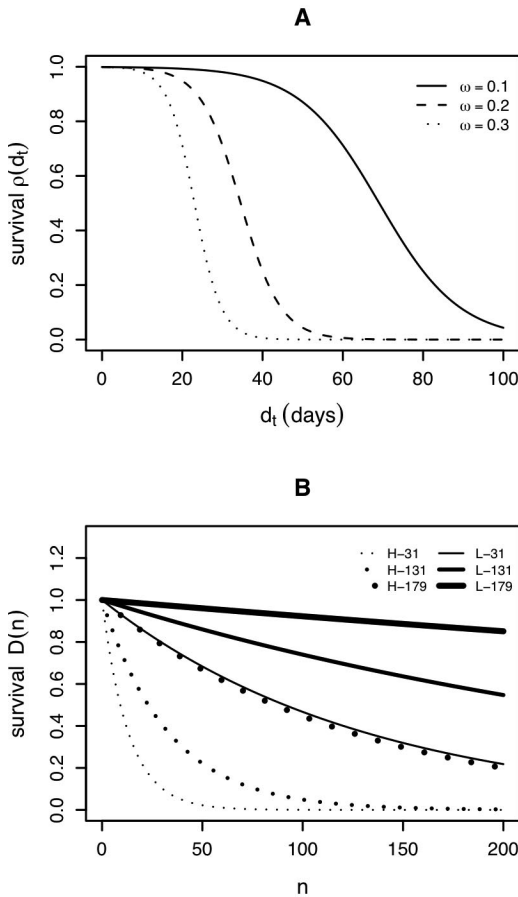 A
survival ρ(dt)
1.0
0.8
0.6
0.4
0.2
0.0
ω = 0.1
ω = 0.2
ω = 0.3
0 20 40 60 80 100
dt (days)
B
survival D(n)
1.2
1.0
0.8
0.6
0.4
0.2
0.0
H−31 L−31
H−131 L−131
H−179 L−179
0 50 100 150 200
n